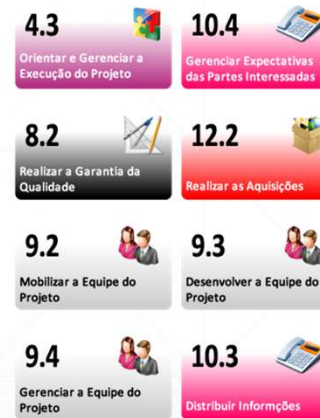 4.3
Orientar e Gerenciar a
Execução do Projeto
10.4
Gerenciar Expectativas
das Partes Interessadas
8.2
Realizar a Garantia da
Qualidade
12.2
Realizar as Aquisições
9.2
Mobilizar a Equipe do
Projeto
9.3
Desenvolver a Equipe do
Projeto
9.4
Gerenciar a Equipe do
Projeto
10.3
Distribuir Informções